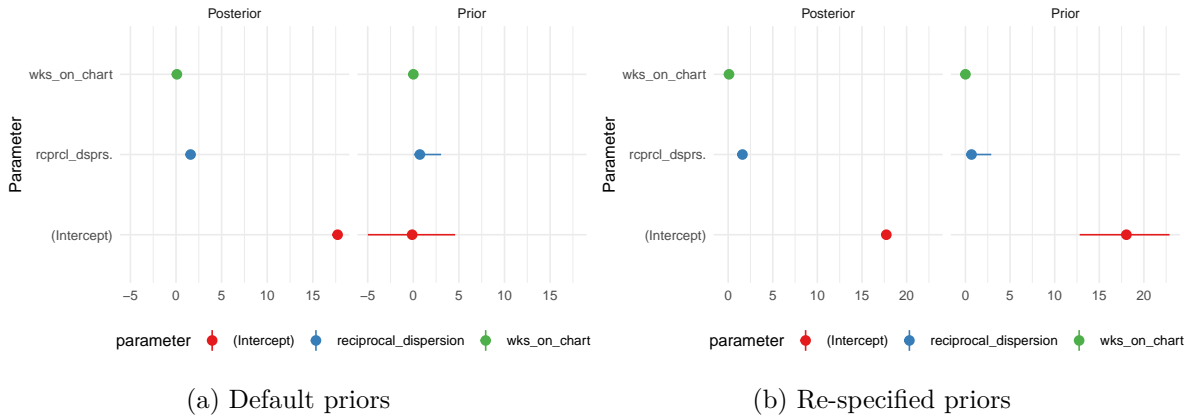 Posterior Prior
wks_on_chart
rcprcl_dsprs.
(Intercept)
Parameter
−5 0 5 10 15 −5 0 5 10 15
parameter (Intercept) reciprocal_dispersion wks_on_chart
(a) Default priors
Posterior Prior
wks_on_chart
rcprcl_dsprs.
(Intercept)
Parameter
0 5 10 15 20 0 5 10 15 20
parameter (Intercept) reciprocal_dispersion wks_on_chart
(b) Re-specified priors